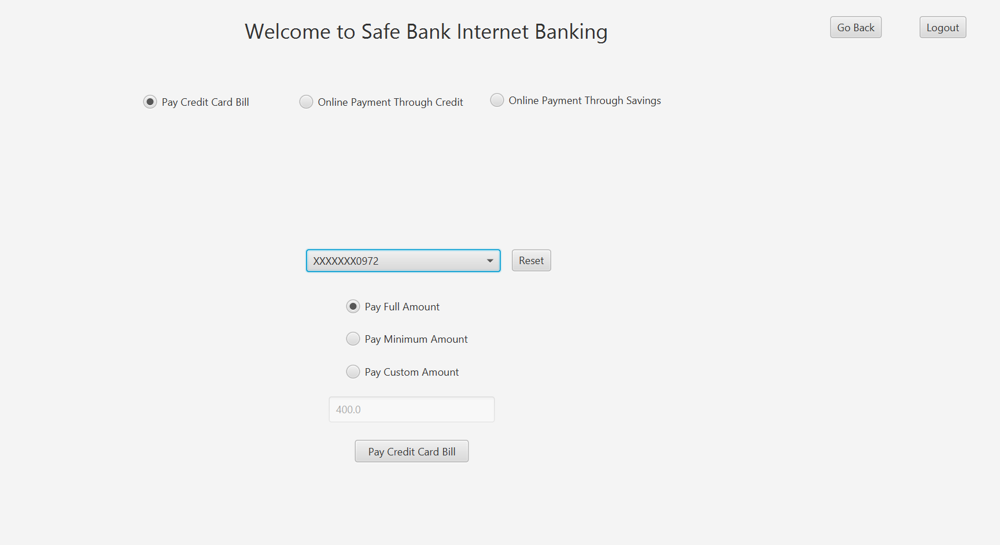 Welcome to Safe Bank Internet Banking
Go Back
Logout
Pay Credit Card Bill
Online Payment Through Credit
Online Payment Through Savings
XXXXXXX0972
Reset
Pay Full Amount
Pay Minimum Amount
Pay Custom Amount
400.0
Pay Credit Card Bill